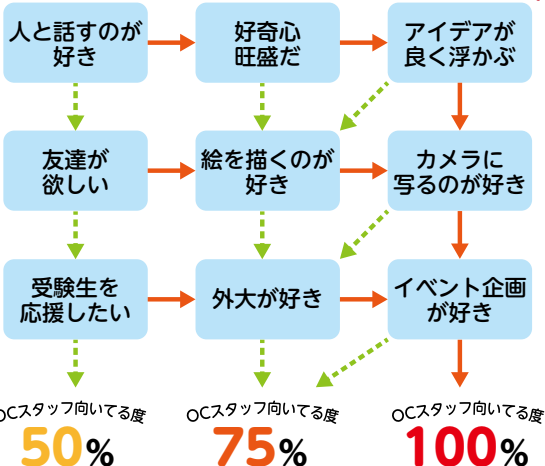 人と話すのが
好き
好奇心
旺盛だ
アイデアが
良く浮かぶ
友達が
欲しい
絵を描くのが
好き
カメラに
写るのが好き
受験生を
応援したい
外大が好き
イベント企画
が好き
OCスタッフ向いてる度
50%
OCスタッフ向いてる度
75%
OCスタッフ向いてる度
100%